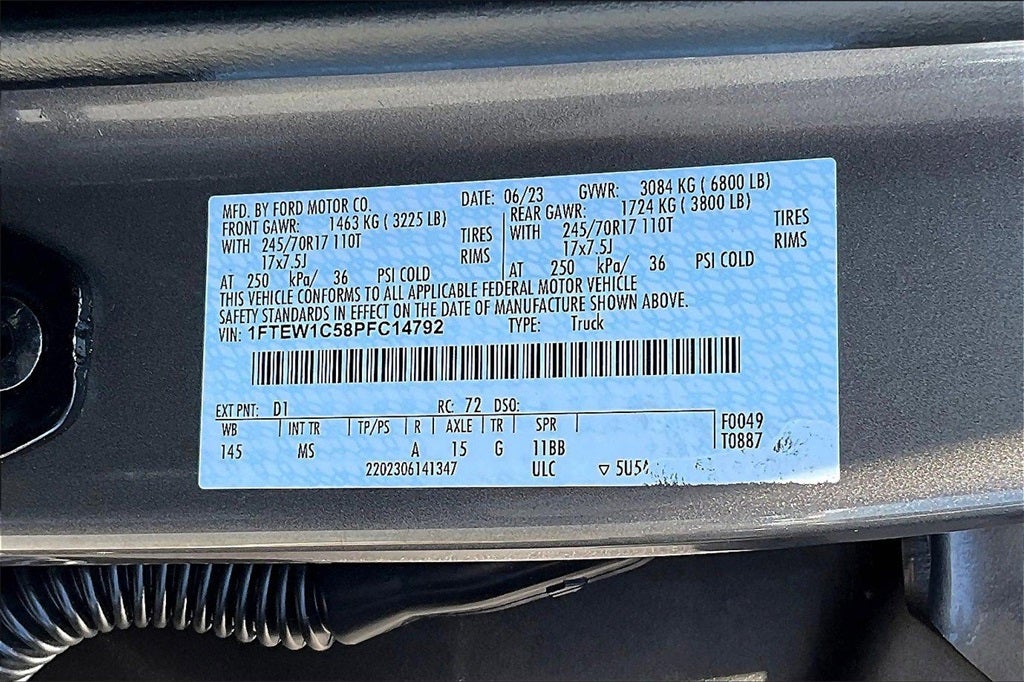 MFD. BY FORD MOTOR CO. DATE: 06/23 GVWR: 3084 KG ( 6800 LB)
FRONT GAWR: 1463 KG ( 3225 LB) REAR GAWR: 1724 KG ( 3800 LB)
WITH 245/70R17 110T TIRES WITH 245/70R17 110T TIRES
17x7.5J RIMS 17x7.5J RIMS
AT 250 kPa/ 36 PSI COLD AT 250 kPa/ 36 PSI COLD
THIS VEHICLE CONFORMS TO ALL APPLICABLE FEDERAL MOTOR VEHICLE
SAFETY STANDARDS IN EFFECT ON THE DATE OF MANUFACTURE SHOWN ABOVE.
VIN: 1FTEW1C58PFC14792 TYPE: Truck
EXT PNT: D1 RC: 72 DSO:
WB INT TR TP/PS R AXLE TR SPR F0049
145 MS A 15 G 11BB T0887
2202306141347 ULC ▽ 5U5